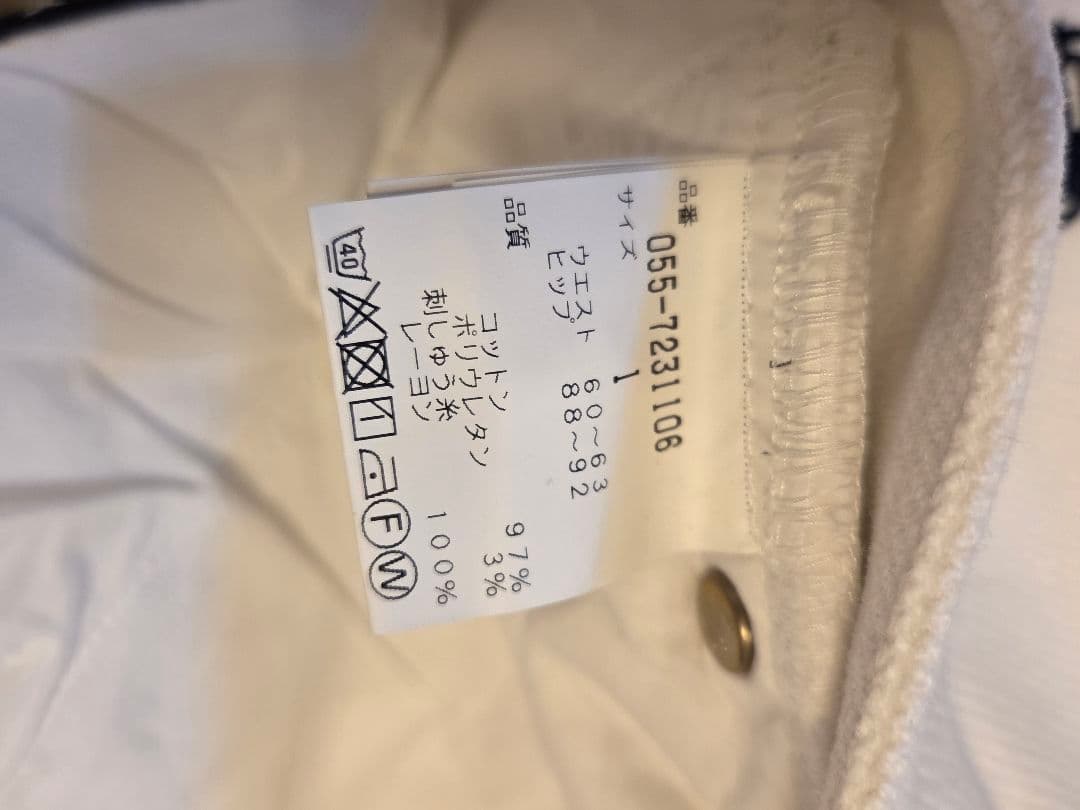 品番 055-7231106
サイズ 1
ウエスト 60~63
ヒップ 88~92
品質
コットン 97%
ポリウレタン 3%
刺しゅう糸
レーヨン 100%
40
F W